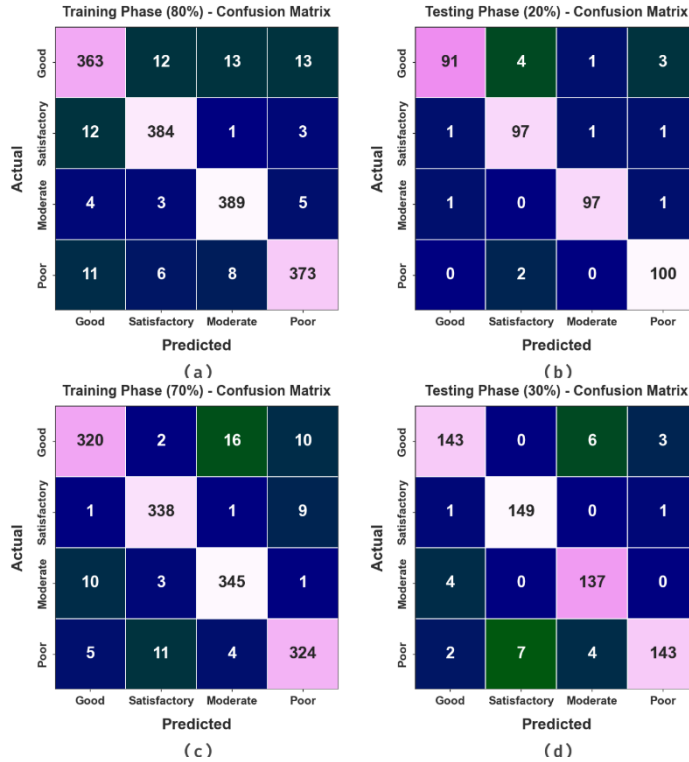 Training Phase (80%) - Confusion Matrix
Good 363 12 13 13
Satisfactory 12 384 1 3
Moderate 4 3 389 5
Poor 11 6 8 373
Actual
Good Satisfactory Moderate Poor
Predicted
(a)
Testing Phase (20%) - Confusion Matrix
Good 91 4 1 3
Satisfactory 1 97 1 1
Moderate 1 0 97 1
Poor 0 2 0 100
Actual
Good Satisfactory Moderate Poor
Predicted
(b)
Training Phase (70%) - Confusion Matrix
Good 320 2 16 10
Satisfactory 1 338 1 9
Moderate 10 3 345 1
Poor 5 11 4 324
Actual
Good Satisfactory Moderate Poor
Predicted
(c)
Testing Phase (30%) - Confusion Matrix
Good 143 0 6 3
Satisfactory 1 149 0 1
Moderate 4 0 137 0
Poor 2 7 4 143
Actual
Good Satisfactory Moderate Poor
Predicted
(d)